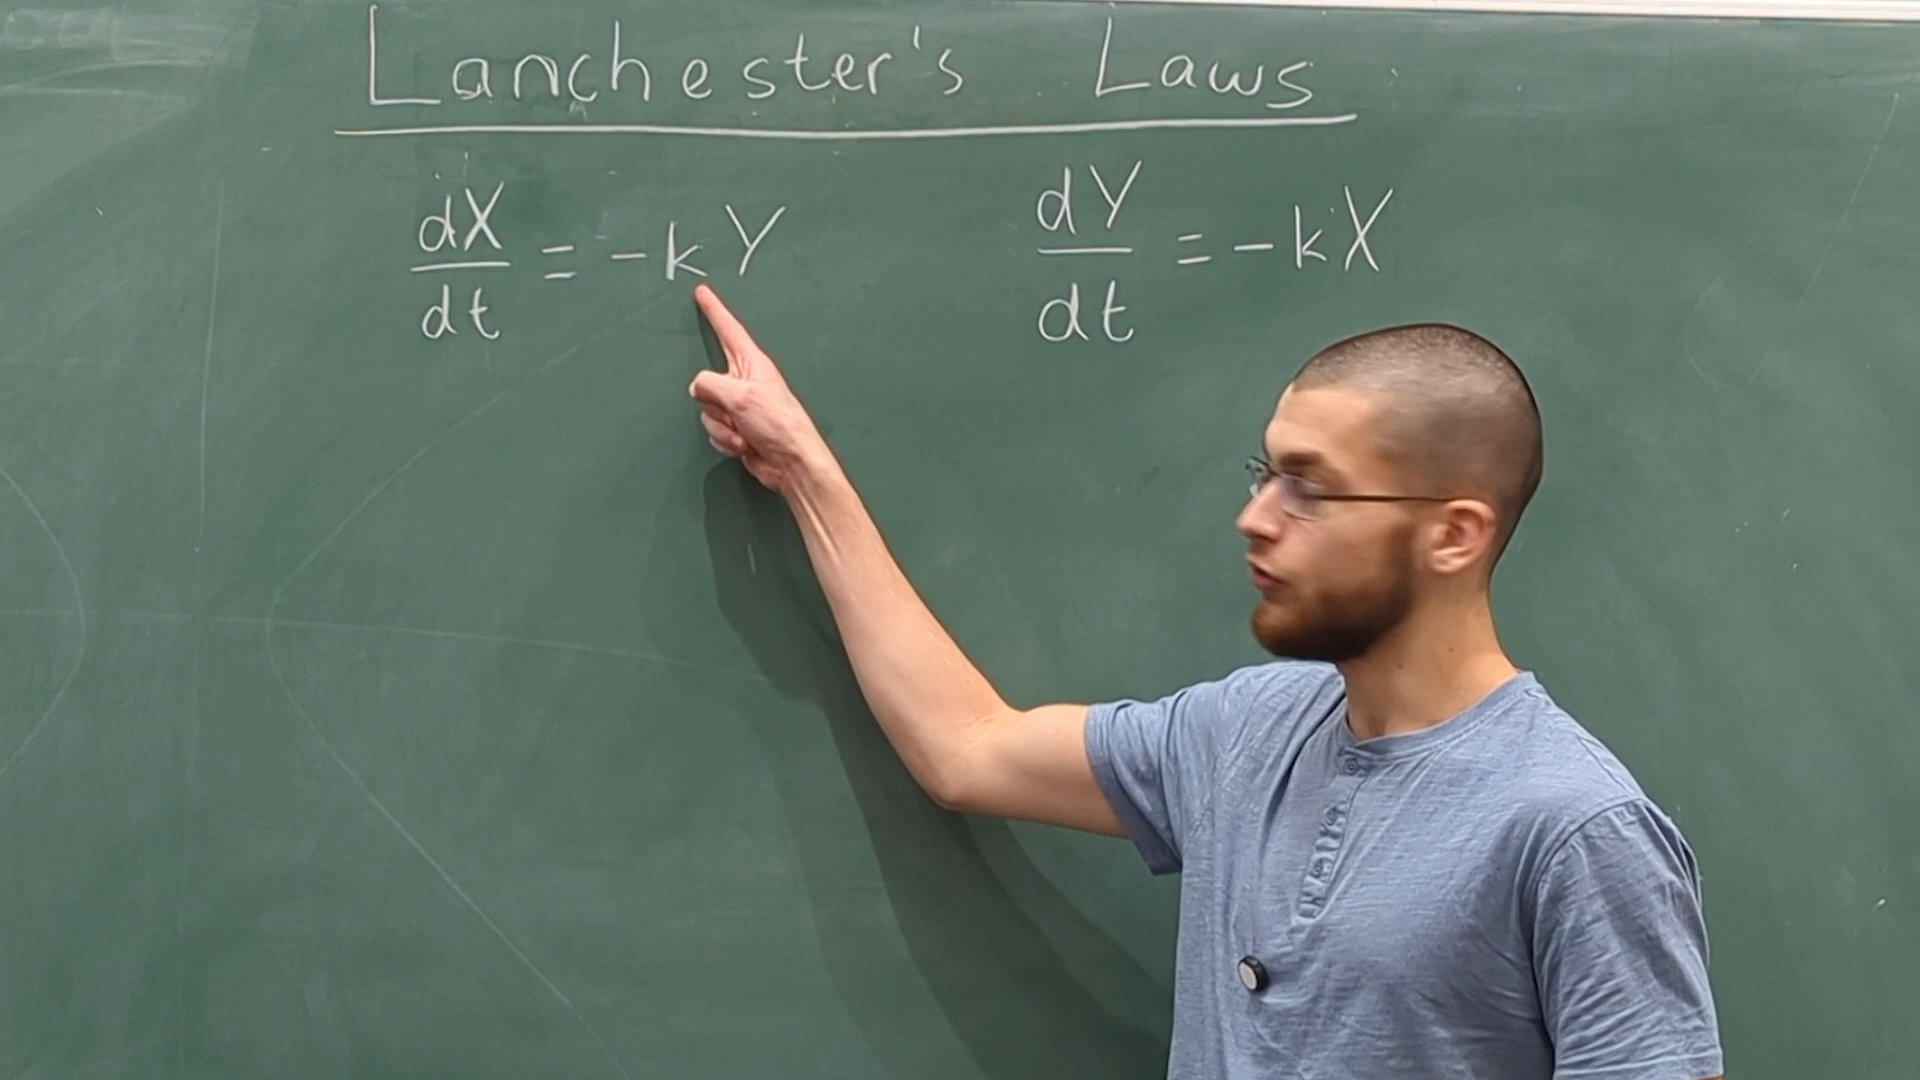 Lanchester's Laws
dX/dt = -kY
dY/dt = -kX